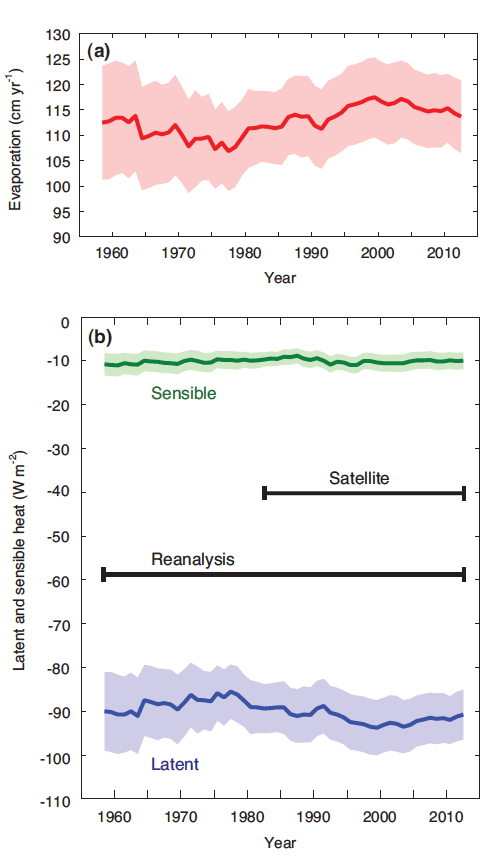 (a)
Evaporation (cm yr-1)
130
125
120
115
110
105
100
95
90
1960 1970 1980 1990 2000 2010
Year
(b)
Latent and sensible heat (W m-2)
0
-10
-20
-30
-40
-50
-60
-70
-80
-90
-100
-110
Sensible
Satellite
Reanalysis
Latent
1960 1970 1980 1990 2000 2010
Year